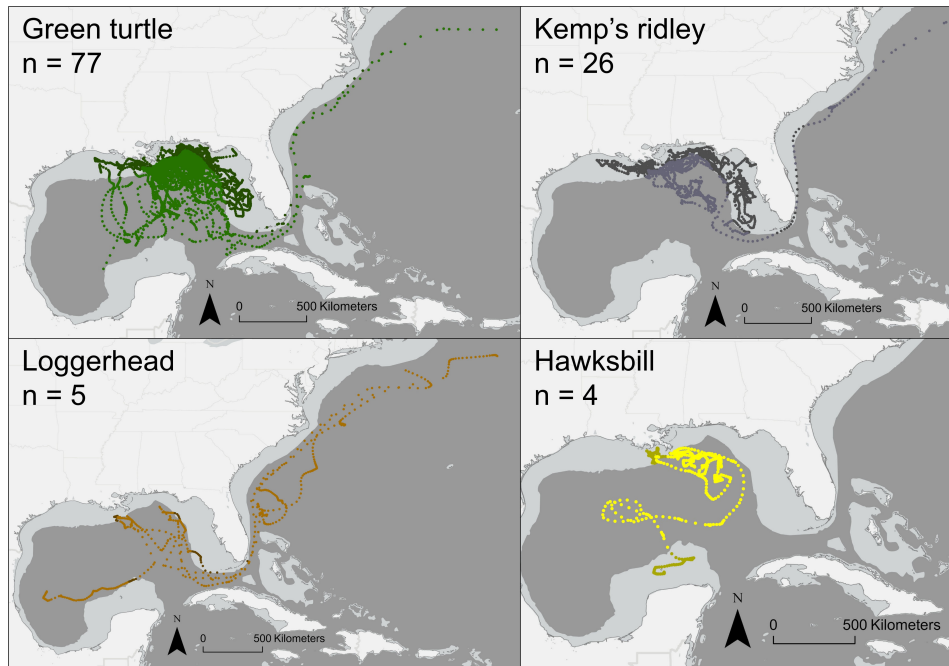 Green turtle
n = 77
N
0 500 Kilometers
Kemp's ridley
n = 26
N
0 500 Kilometers
Loggerhead
n = 5
N
0 500 Kilometers
Hawksbill
n = 4
N
0 500 Kilometers